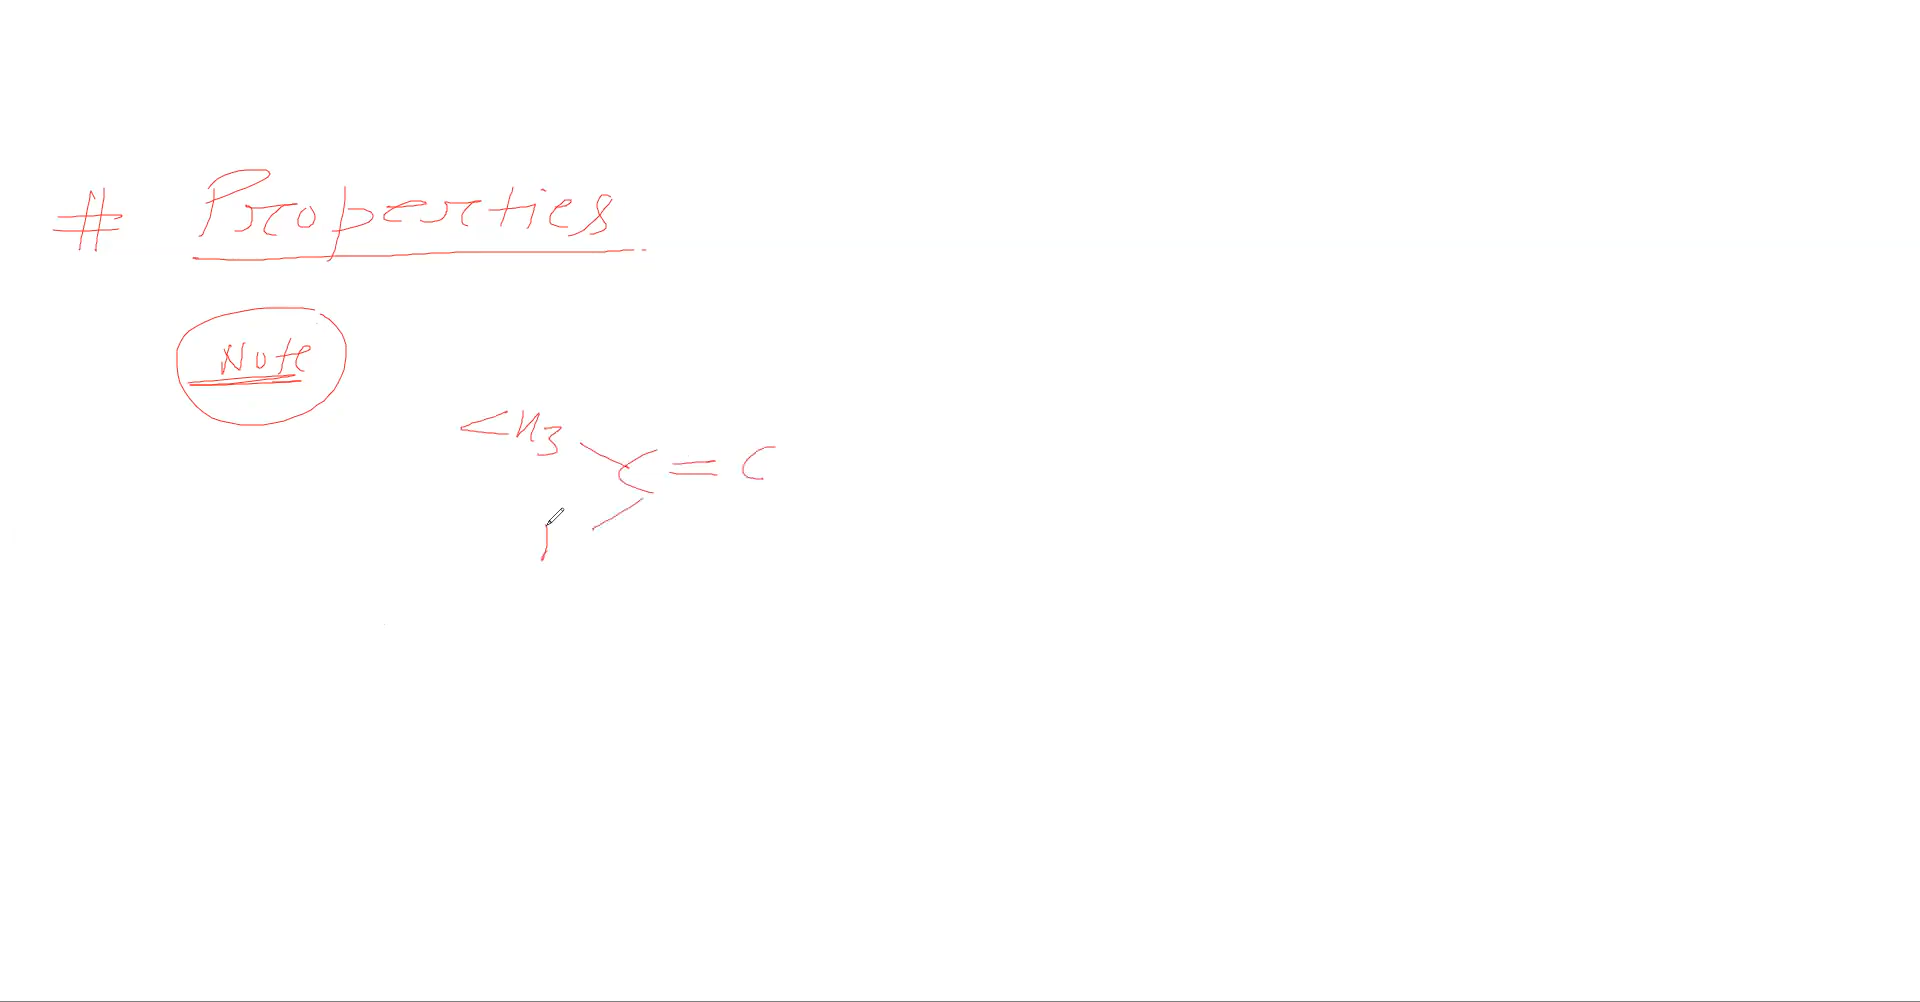 # Properties
Note
CH3
C = C